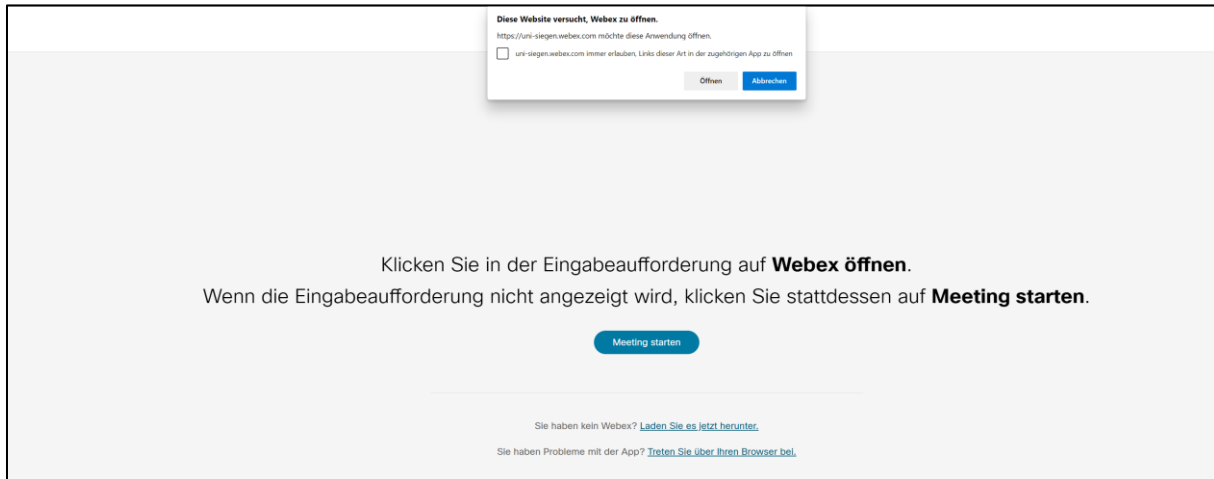 Diese Website versucht, Webex zu öffnen.
https://uni-siegen.webex.com möchte diese Anwendung öffnen.
uni-siegen.webex.com immer erlauben, Links dieser Art in der zugehörigen App zu öffnen
Öffnen Abbrechen
Klicken Sie in der Eingabeaufforderung auf Webex öffnen.
Wenn die Eingabeaufforderung nicht angezeigt wird, klicken Sie stattdessen auf Meeting starten.
Meeting starten
Sie haben kein Webex? Laden Sie es jetzt herunter.
Sie haben Probleme mit der App? Treten Sie über Ihren Browser bei.